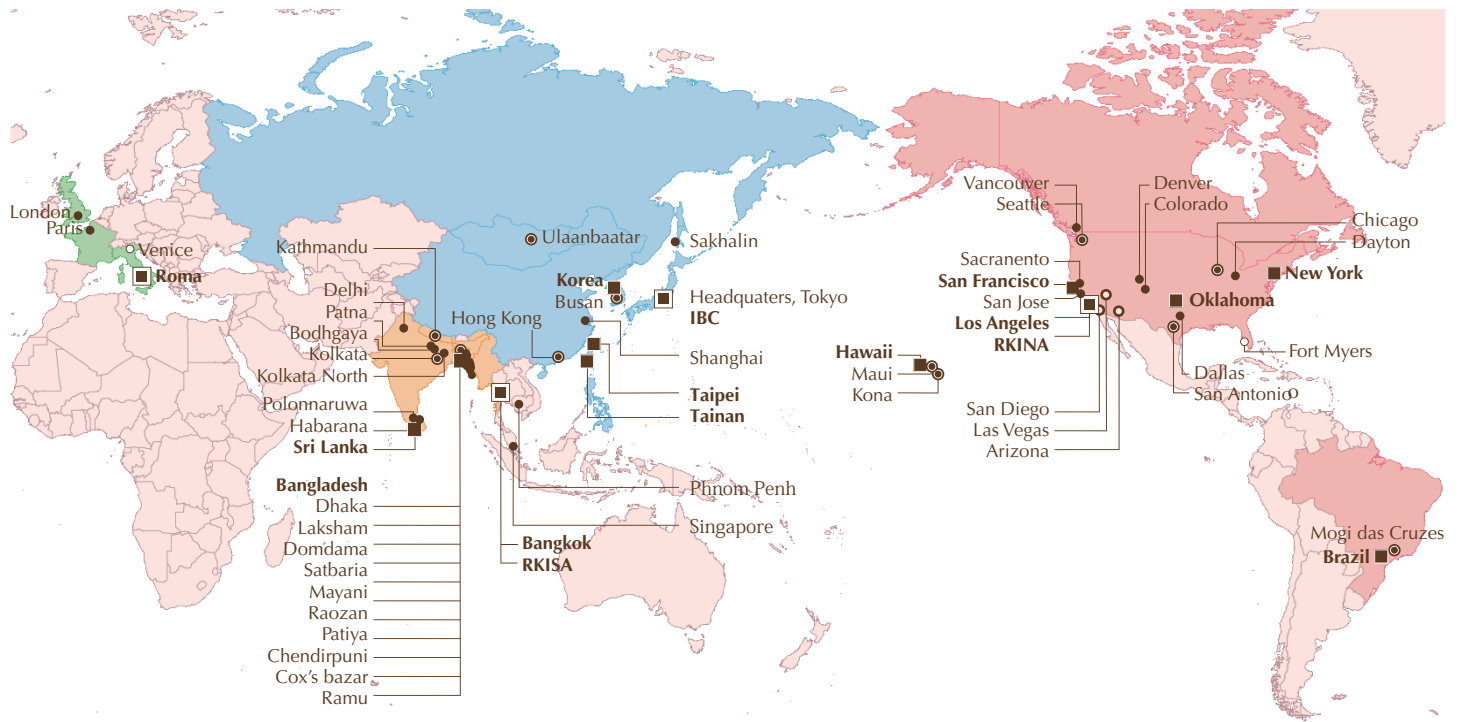 London
Paris
Venice
Roma
Kathmandu
Delhi
Patna
Bodhgaya
Kolkata
Kolkata North
Polonnaruwa
Habarana
Sri Lanka
Bangladesh
Dhaka
Laksham
Domdama
Satbaria
Mayani
Raozan
Patiya
Chendirpuni
Cox's bazar
Ramu
Ulaanbaatar
Sakhalin
Korea
Busan
Headquaters, Tokyo
IBC
Hong Kong
Shanghai
Taipei
Tainan
Phnom Penh
Singapore
Bangkok
RKISA
Hawaii
Maui
Kona
Vancouver
Seattle
Sacranento
San Francisco
San Jose
Los Angeles
RKINA
San Diego
Las Vegas
Arizona
Denver
Colorado
Chicago
Dayton
New York
Oklahoma
Fort Myers
Dallas
San Antonio
Mogi das Cruzes
Brazil